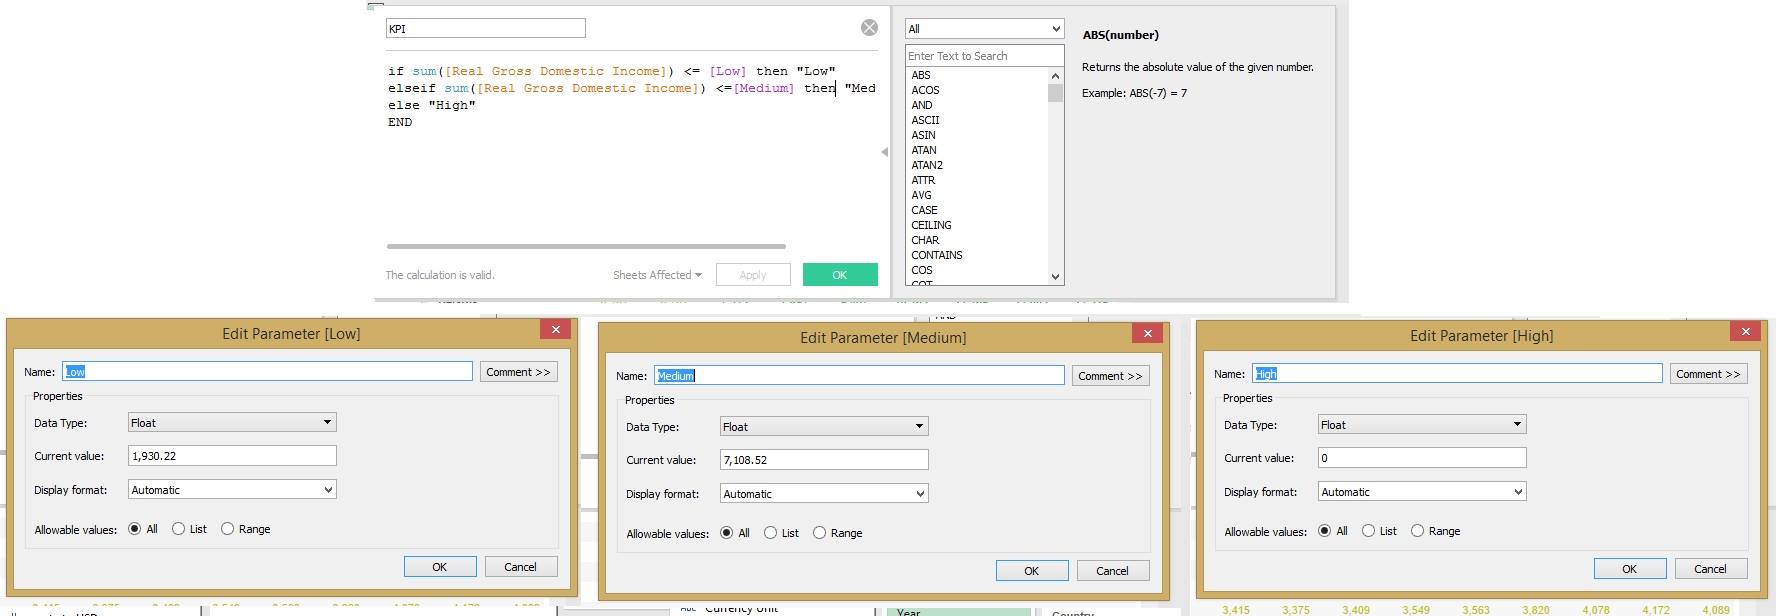 KPI
if sum([Real Gross Domestic Income]) <= [Low] then "Low"
elseif sum([Real Gross Domestic Income]) <=[Medium] then "Med
else "High"
END
The calculation is valid.
Sheets Affected
Apply
OK
All
Enter Text to Search
ABS
ACOS
AND
ASCII
ASIN
ATAN
ATAN2
ATTR
AVG
CASE
CEILING
CHAR
CONTAINS
COS
COT
ABS(number)
Returns the absolute value of the given number.
Example: ABS(-7) = 7
Edit Parameter [Low]
Name: Low
Comment >>
Properties
Data Type: Float
Current value: 1,930.22
Display format: Automatic
Allowable values: All List Range
OK Cancel
Edit Parameter [Medium]
Name: Medium
Comment >>
Properties
Data Type: Float
Current value: 7,108.52
Display format: Automatic
Allowable values: All List Range
OK Cancel
Edit Parameter [High]
Name: High
Comment >>
Properties
Data Type: Float
Current value: 0
Display format: Automatic
Allowable values: All List Range
OK Cancel
Currency Unit
Year
Country
3,415 3,375 3,409 3,549 3,563 3,820 4,078 4,172 4,089